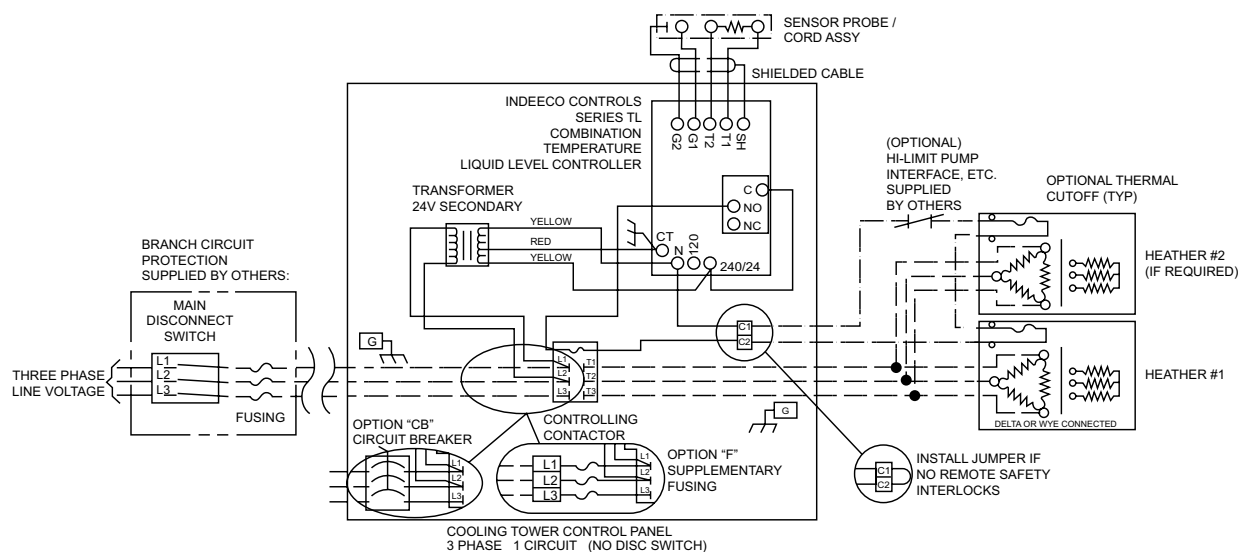 SENSOR PROBE /
CORD ASSY
SHIELDED CABLE
INDEECO CONTROLS
SERIES TL
COMBINATION
TEMPERATURE
LIQUID LEVEL CONTROLLER
G2
G1
T2
T1
SH
C
NO
NC
CT
N
120
240/24
TRANSFORMER
24V SECONDARY
YELLOW
RED
YELLOW
(OPTIONAL)
HI-LIMIT PUMP
INTERFACE, ETC.
SUPPLIED
BY OTHERS
OPTIONAL THERMAL
CUTOFF (TYP)
HEATHER #2
(IF REQUIRED)
BRANCH CIRCUIT
PROTECTION
SUPPLIED BY OTHERS:
MAIN
DISCONNECT
SWITCH
THREE PHASE
LINE VOLTAGE
L1
L2
L3
FUSING
G
L1
L2
L3
T1
T2
T3
C1
C2
G
HEATHER #1
DELTA OR WYE CONNECTED
CONTROLLING
CONTACTOR
OPTION “CB”
CIRCUIT BREAKER
L1
L2
L3
L1
L2
L3
L1
L2
L3
OPTION “F”
SUPPLEMENTARY
FUSING
C1
C2
INSTALL JUMPER IF
NO REMOTE SAFETY
INTERLOCKS
COOLING TOWER CONTROL PANEL
3 PHASE 1 CIRCUIT (NO DISC SWITCH)